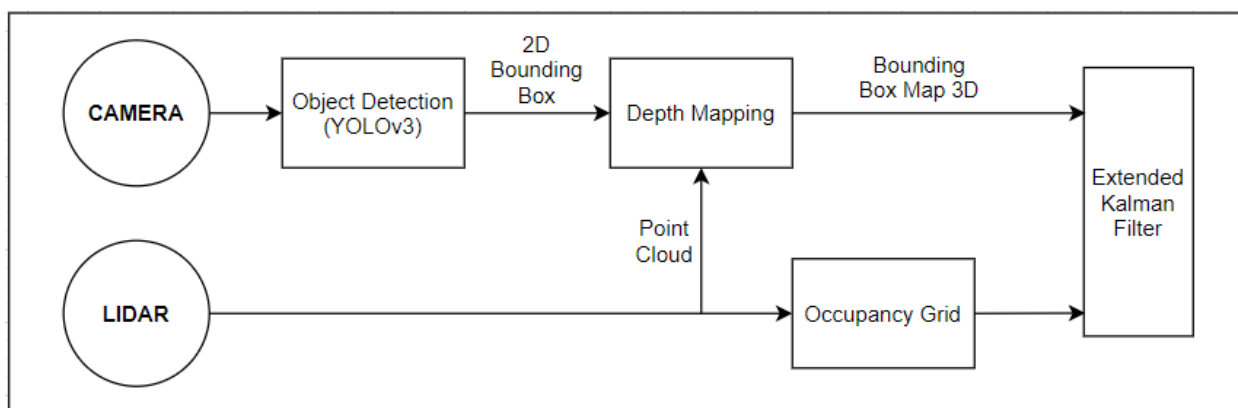 CAMERA
Object Detection
(YOLOv3)
2D
Bounding
Box
Depth Mapping
Bounding
Box Map 3D
Extended
Kalman
Filter
Point
Cloud
LIDAR
Occupancy Grid